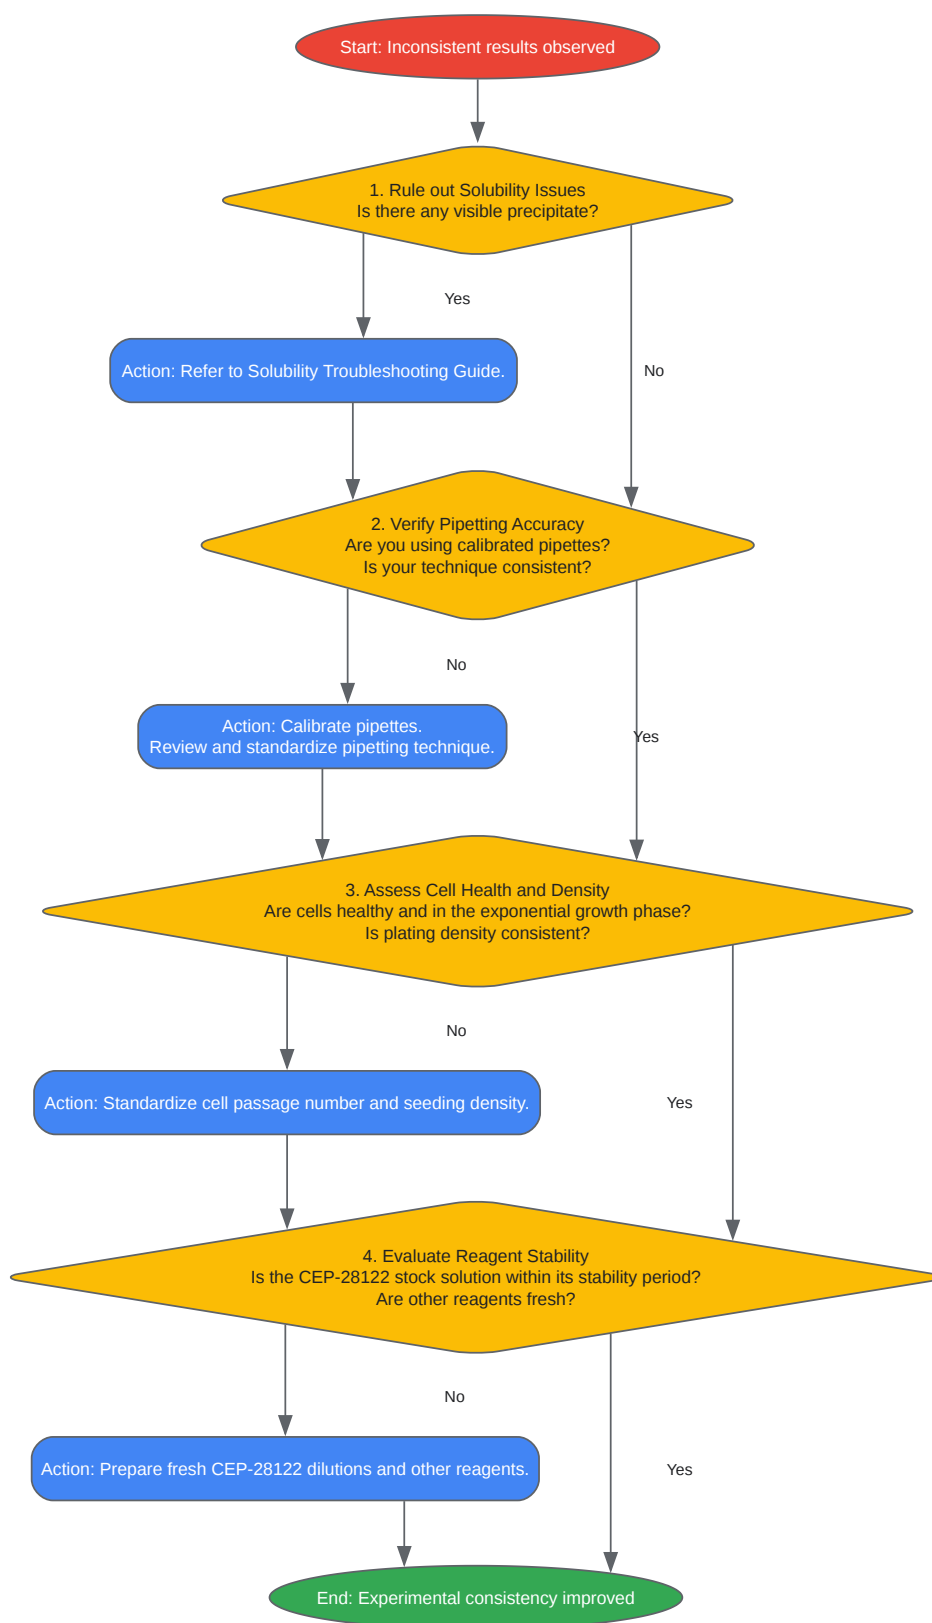 Start: Inconsistent results observed
1. Rule out Solubility Issues
Is there any visible precipitate?
Yes
Action: Refer to Solubility Troubleshooting Guide.
No
2. Verify Pipetting Accuracy
Are you using calibrated pipettes?
Is your technique consistent?
No
Action: Calibrate pipettes.
Review and standardize pipetting technique.
Yes
3. Assess Cell Health and Density
Are cells healthy and in the exponential growth phase?
Is plating density consistent?
No
Action: Standardize cell passage number and seeding density.
Yes
4. Evaluate Reagent Stability
Is the CEP-28122 stock solution within its stability period?
Are other reagents fresh?
No
Action: Prepare fresh CEP-28122 dilutions and other reagents.
Yes
End: Experimental consistency improved